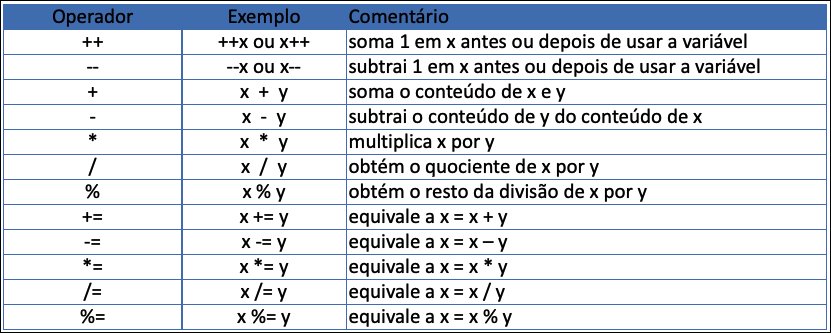 Operador Exemplo Comentário
++ ++x ou x++ soma 1 em x antes ou depois de usar a variável
-- --x ou x-- subtrai 1 em x antes ou depois de usar a variável
+ x + y soma o conteúdo de x e y
- x - y subtrai o conteúdo de y do conteúdo de x
* x * y multiplica x por y
/ x / y obtém o quociente de x por y
% x % y obtém o resto da divisão de x por y
+= x += y equivale a x = x + y
-= x -= y equivale a x = x – y
*= x *= y equivale a x = x * y
/= x /= y equivale a x = x / y
%= x %= y equivale a x = x % y